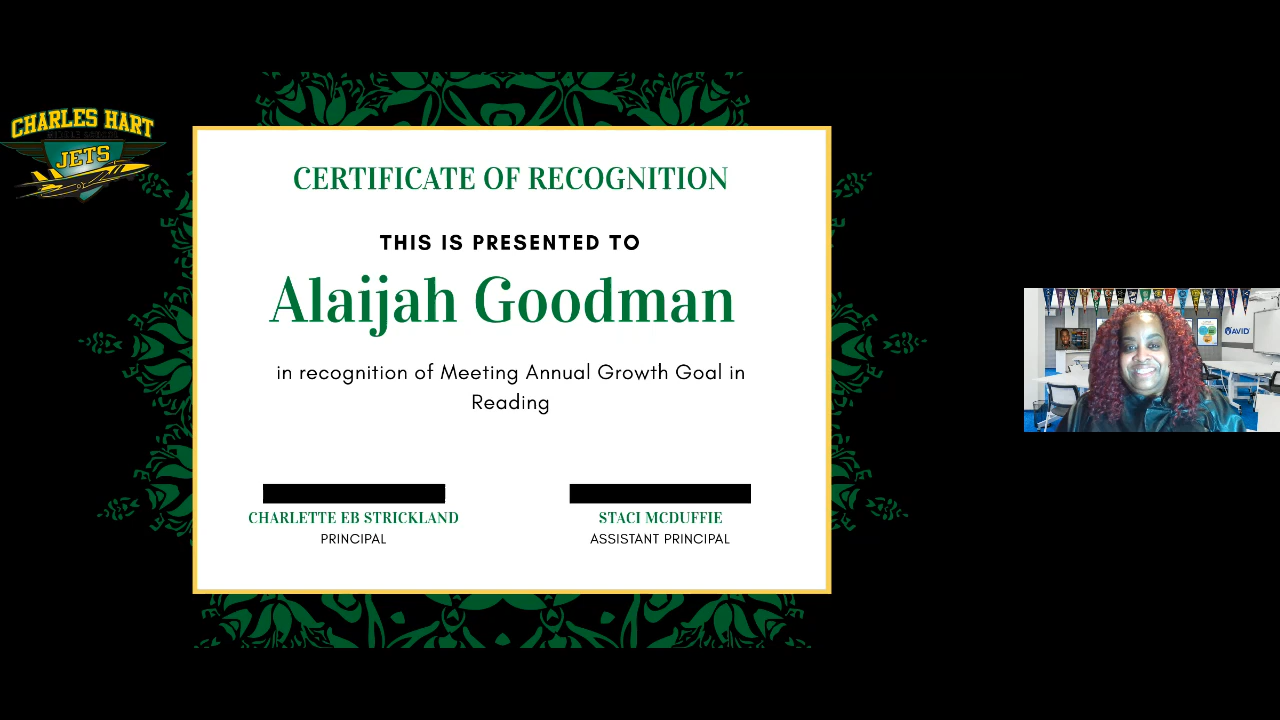 CHARLES HART
JETS
CERTIFICATE OF RECOGNITION
THIS IS PRESENTED TO
Alaijah Goodman
in recognition of Meeting Annual Growth Goal in
Reading
CHARLETTE EB STRICKLAND
PRINCIPAL
STACI MCDUFFIE
ASSISTANT PRINCIPAL
AVID